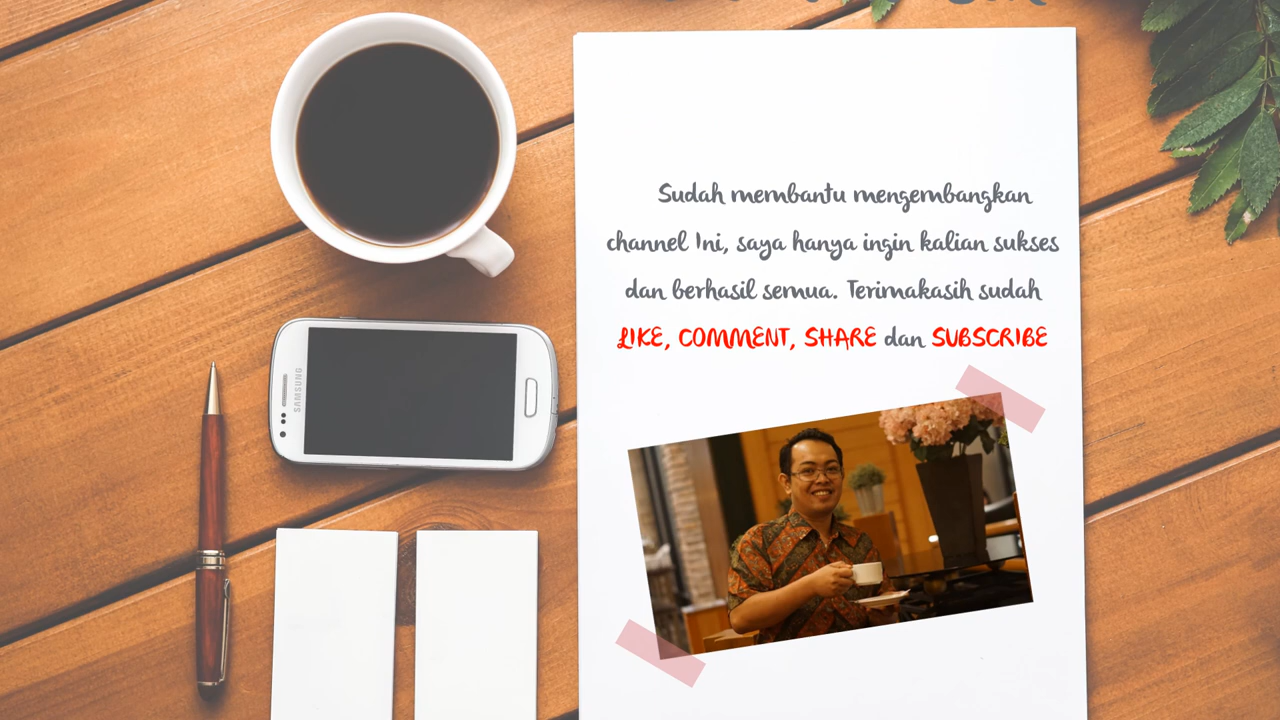 Sudah membantu mengembangkan
channel Ini, saya hanya ingin kalian sukses
dan berhasil semua. Terimakasih sudah
LIKE, COMMENT, SHARE dan SUBSCRIBE
SAMSUNG